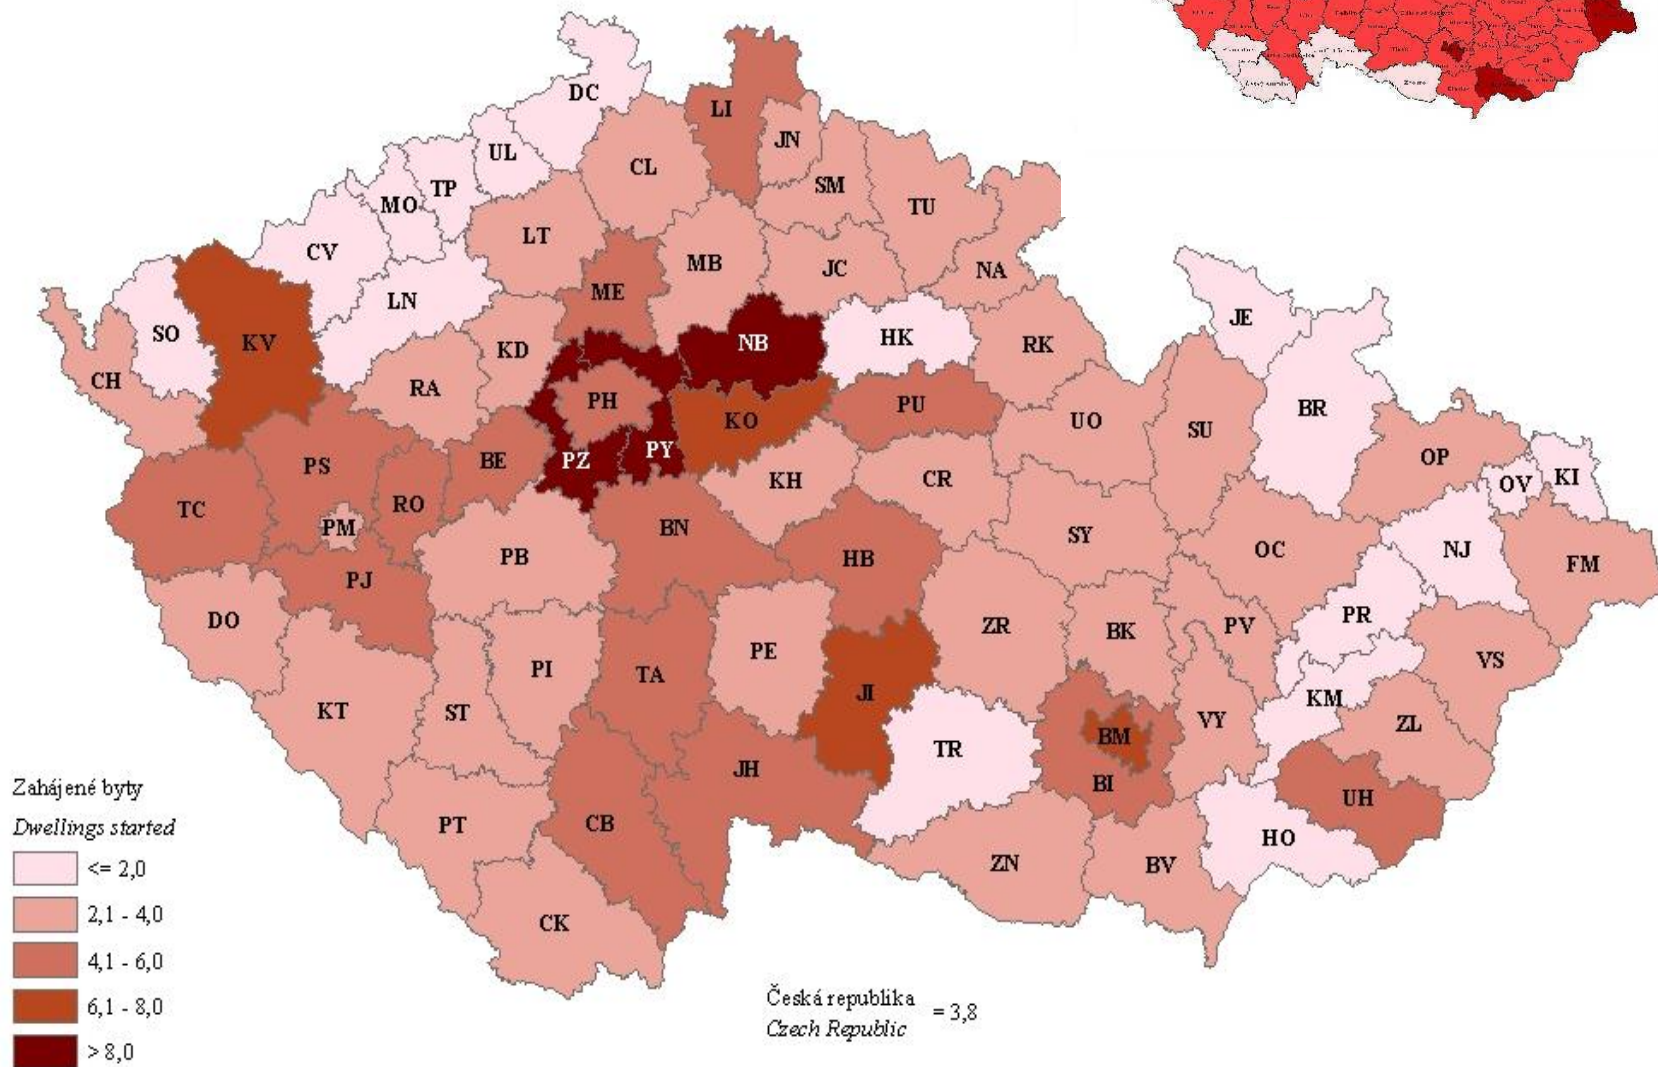 DC
LI
JN
UL
CL
TP
SM
MO
TU
LT
CV
MB
JC
NA
ME
LN
JE
SO
KV
NB
HK
RK
KD
CH
RA
PH
KO
PU
BR
UO
SU
PS
BE
PZ
PY
OP
KH
CR
OV
KI
TC
RO
PM
BN
SY
OC
NJ
PB
HB
FM
PJ
DO
ZR
BK
PV
PR
PE
VS
PI
TA
JI
KM
KT
ST
VY
ZL
BM
TR
JH
BI
UH
PT
CB
HO
ZN
BV
CK
Zahájené byty
Dwellings started
<= 2,0
2,1 - 4,0
4,1 - 6,0
6,1 - 8,0
> 8,0
Česká republika
= 3,8
Czech Republic